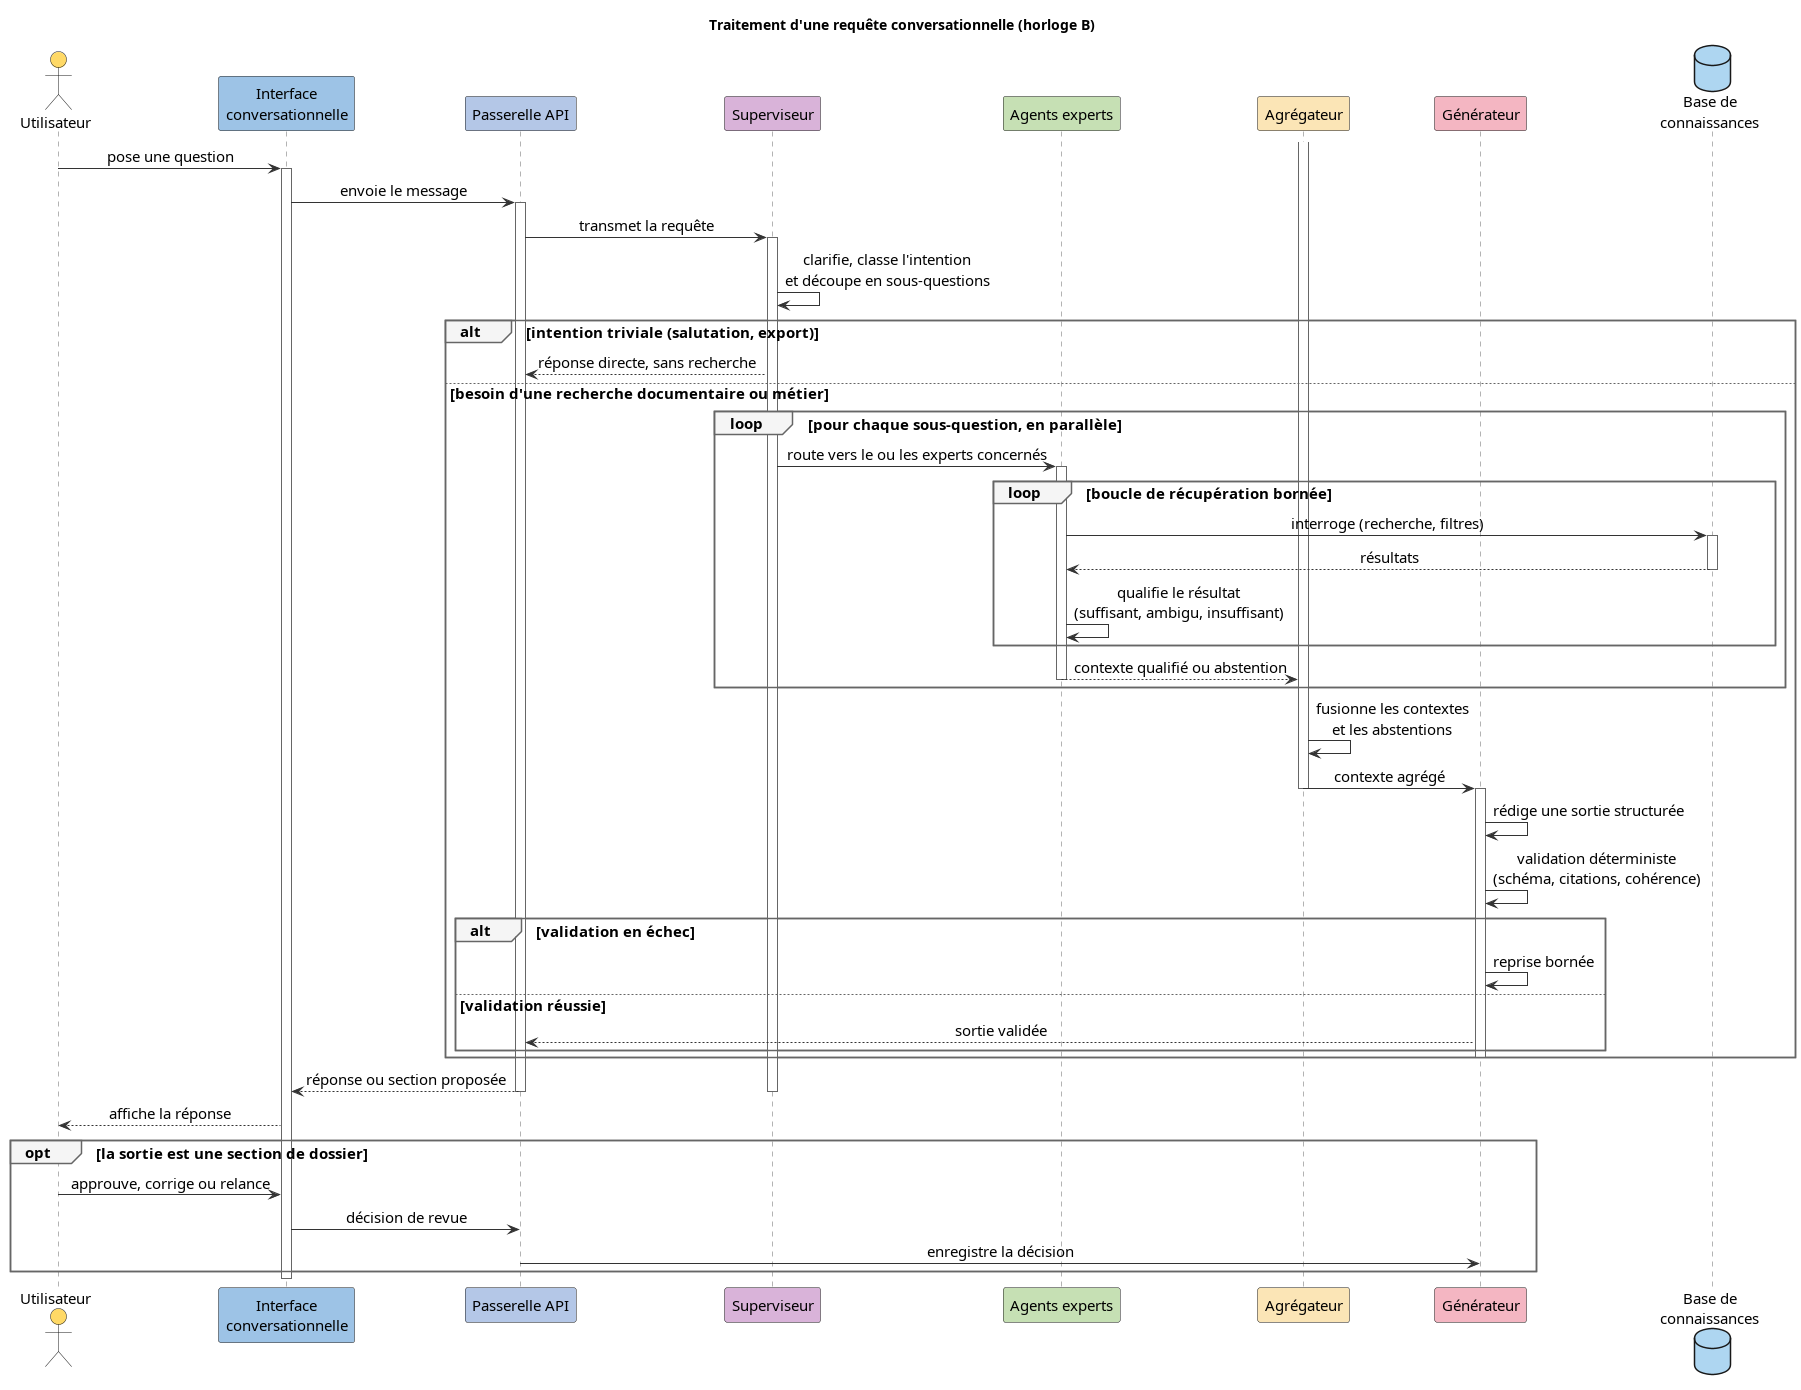 Traitement d'une requête conversationnelle (horloge B)
Utilisateur
Interface
conversationnelle
Passerelle API
Superviseur
Agents experts
Agrégateur
Générateur
Base de
connaissances
pose une question
envoie le message
transmet la requête
clarifie, classe l'intention
et découpe en sous-questions
alt
[intention triviale (salutation, export)]
réponse directe, sans recherche
[besoin d'une recherche documentaire ou métier]
loop
[pour chaque sous-question, en parallèle]
route vers le ou les experts concernés
loop
[boucle de récupération bornée]
interroge (recherche, filtres)
résultats
qualifie le résultat
(suffisant, ambigu, insuffisant)
contexte qualifié ou abstention
fusionne les contextes
et les abstentions
contexte agrégé
rédige une sortie structurée
validation déterministe
(schéma, citations, cohérence)
alt
[validation en échec]
reprise bornée
[validation réussie]
sortie validée
réponse ou section proposée
affiche la réponse
opt
[la sortie est une section de dossier]
approuve, corrige ou relance
décision de revue
enregistre la décision
Utilisateur
Interface
conversationnelle
Passerelle API
Superviseur
Agents experts
Agrégateur
Générateur
Base de
connaissances